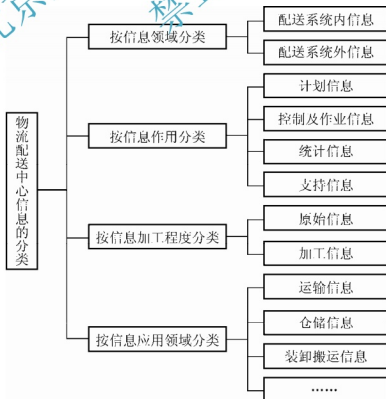 物流配送中心信息的分类
按信息领域分类
配送系统内信息
配送系统外信息
按信息作用分类
计划信息
控制及作业信息
统计信息
支持信息
按信息加工程度分类
原始信息
加工信息
按信息应用领域分类
运输信息
仓储信息
装卸搬运信息
……